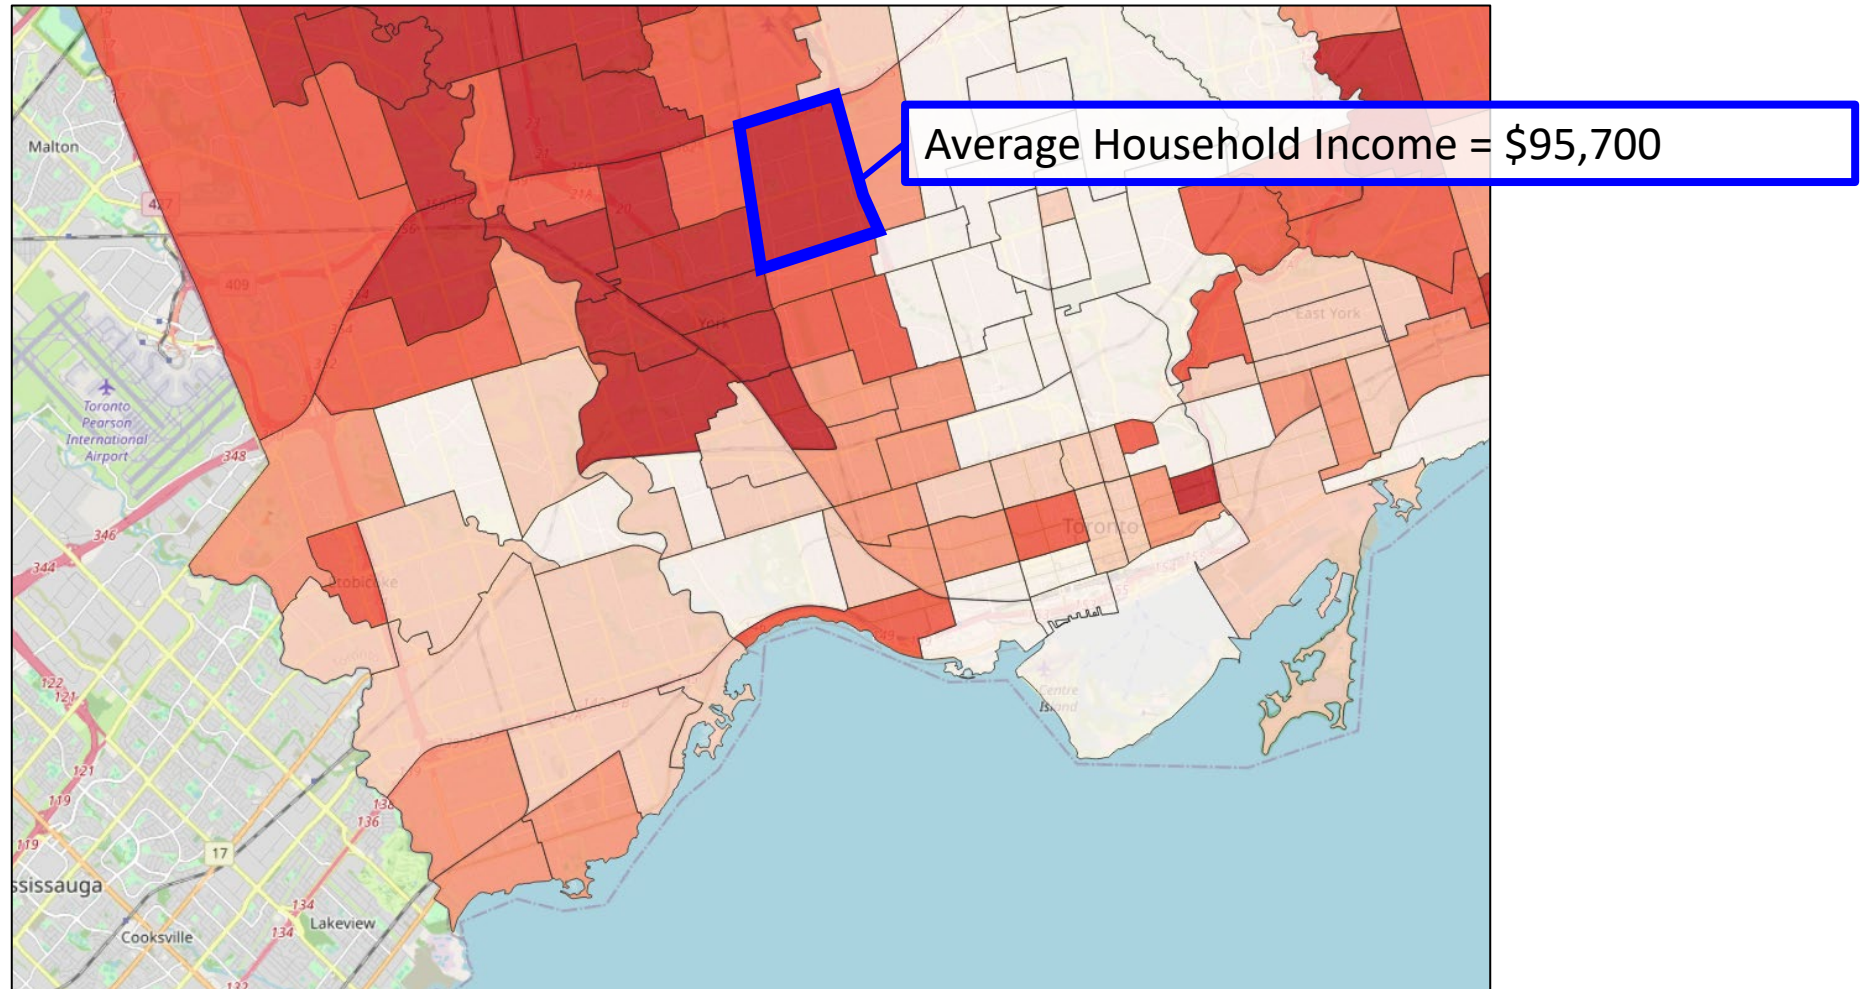 Average Household Income = $95,700
Malton
427
409
Toronto
Pearson
International
Airport
348
346
344
York
East York
Toronto
Etobicoke
Centre
Island
122
121
121
119
119
138
136
17
134
134
132
ssissauga
Cooksville
Lakeview